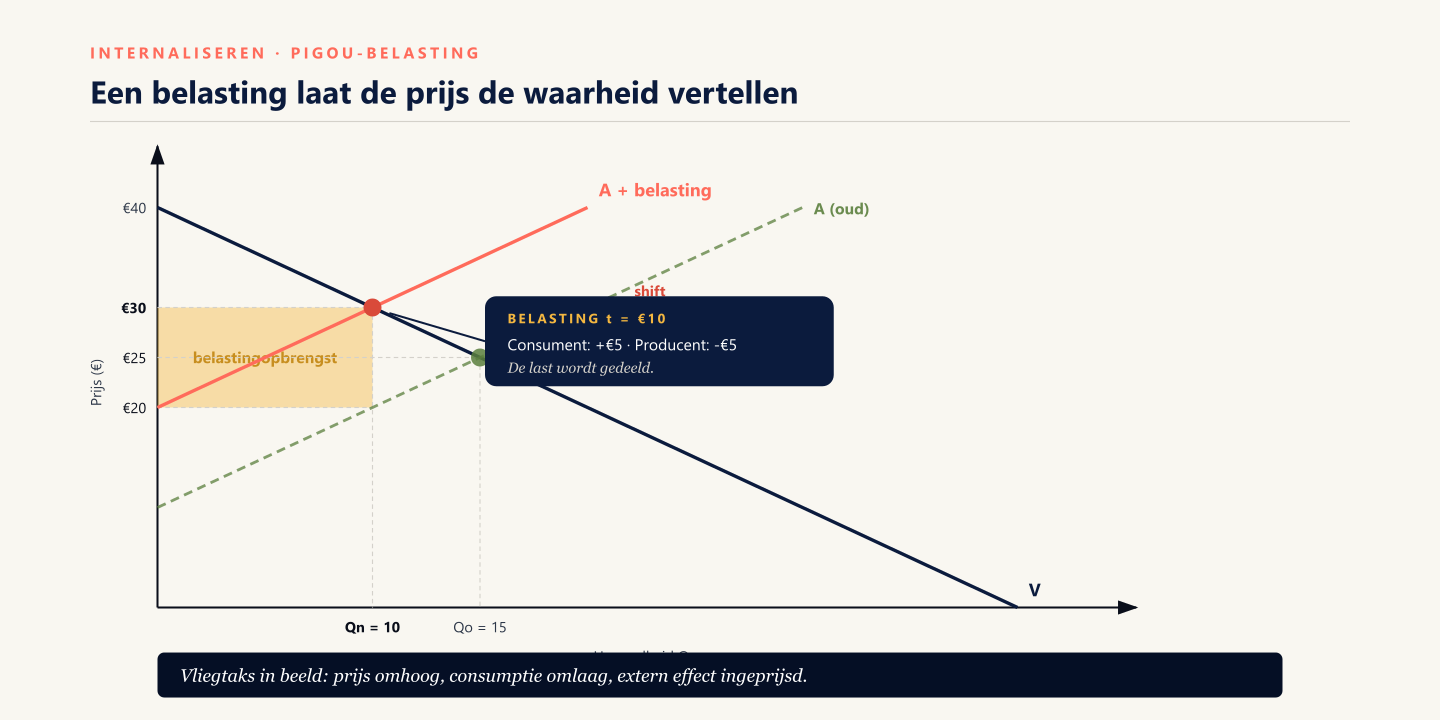 INTERNALISEREN · PIGOU-BELASTING
Een belasting laat de prijs de waarheid vertellen
A + belasting
A (oud)
€40
shift
€30
BELASTING t = €10
Consument: +€5 · Producent: -€5
De last wordt gedeeld.
belastingopbrengst
€25
Prijs (€)
€20
V
Qn = 10
Qo = 15
Vliegtaks in beeld: prijs omhoog, consumptie omlaag, extern effect ingeprijsd.